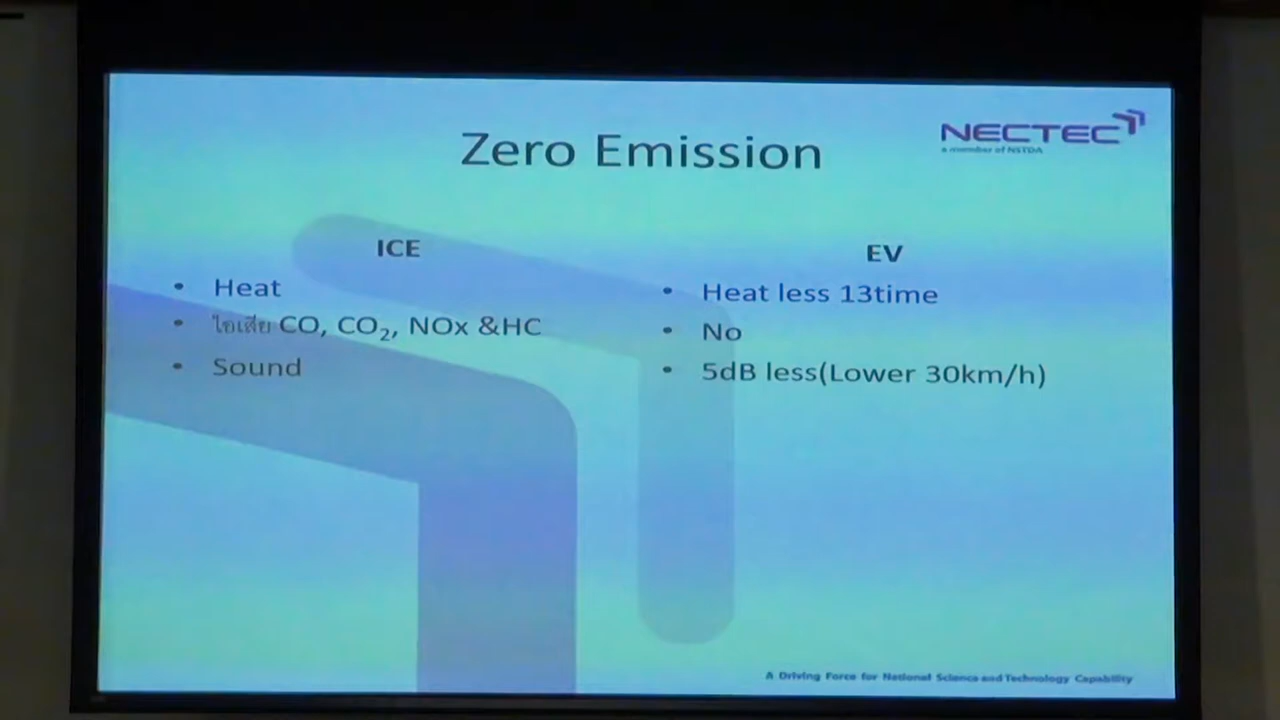 NECTEC
a member of NSTDA
Zero Emission
ICE
• Heat
• ไอเสีย CO, CO₂, NOx &HC
• Sound
EV
• Heat less 13time
• No
• 5dB less(Lower 30km/h)
A Driving Force for National Science and Technology Capability